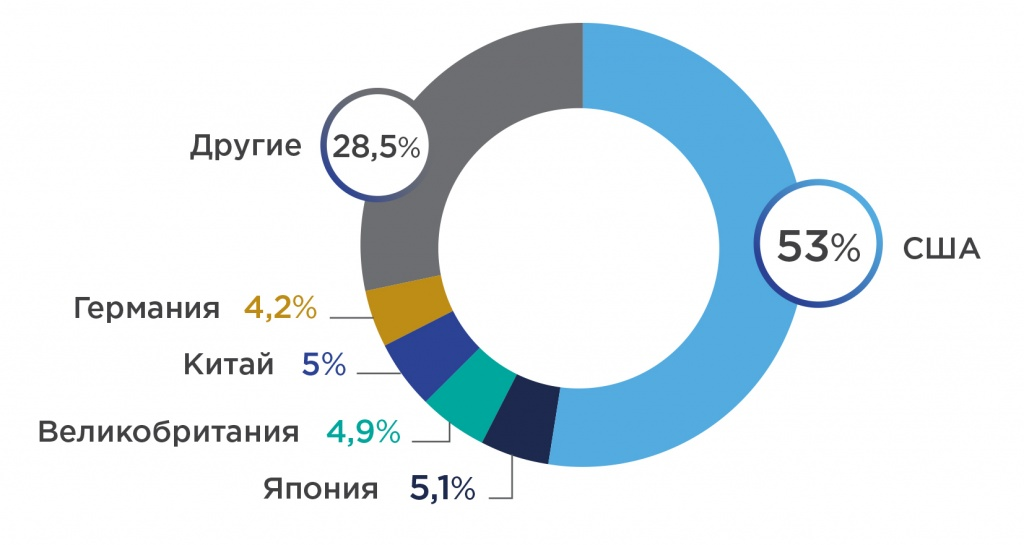 Другие 28,5%
53% США
Германия 4,2%
Китай 5%
Великобритания 4,9%
Япония 5,1%